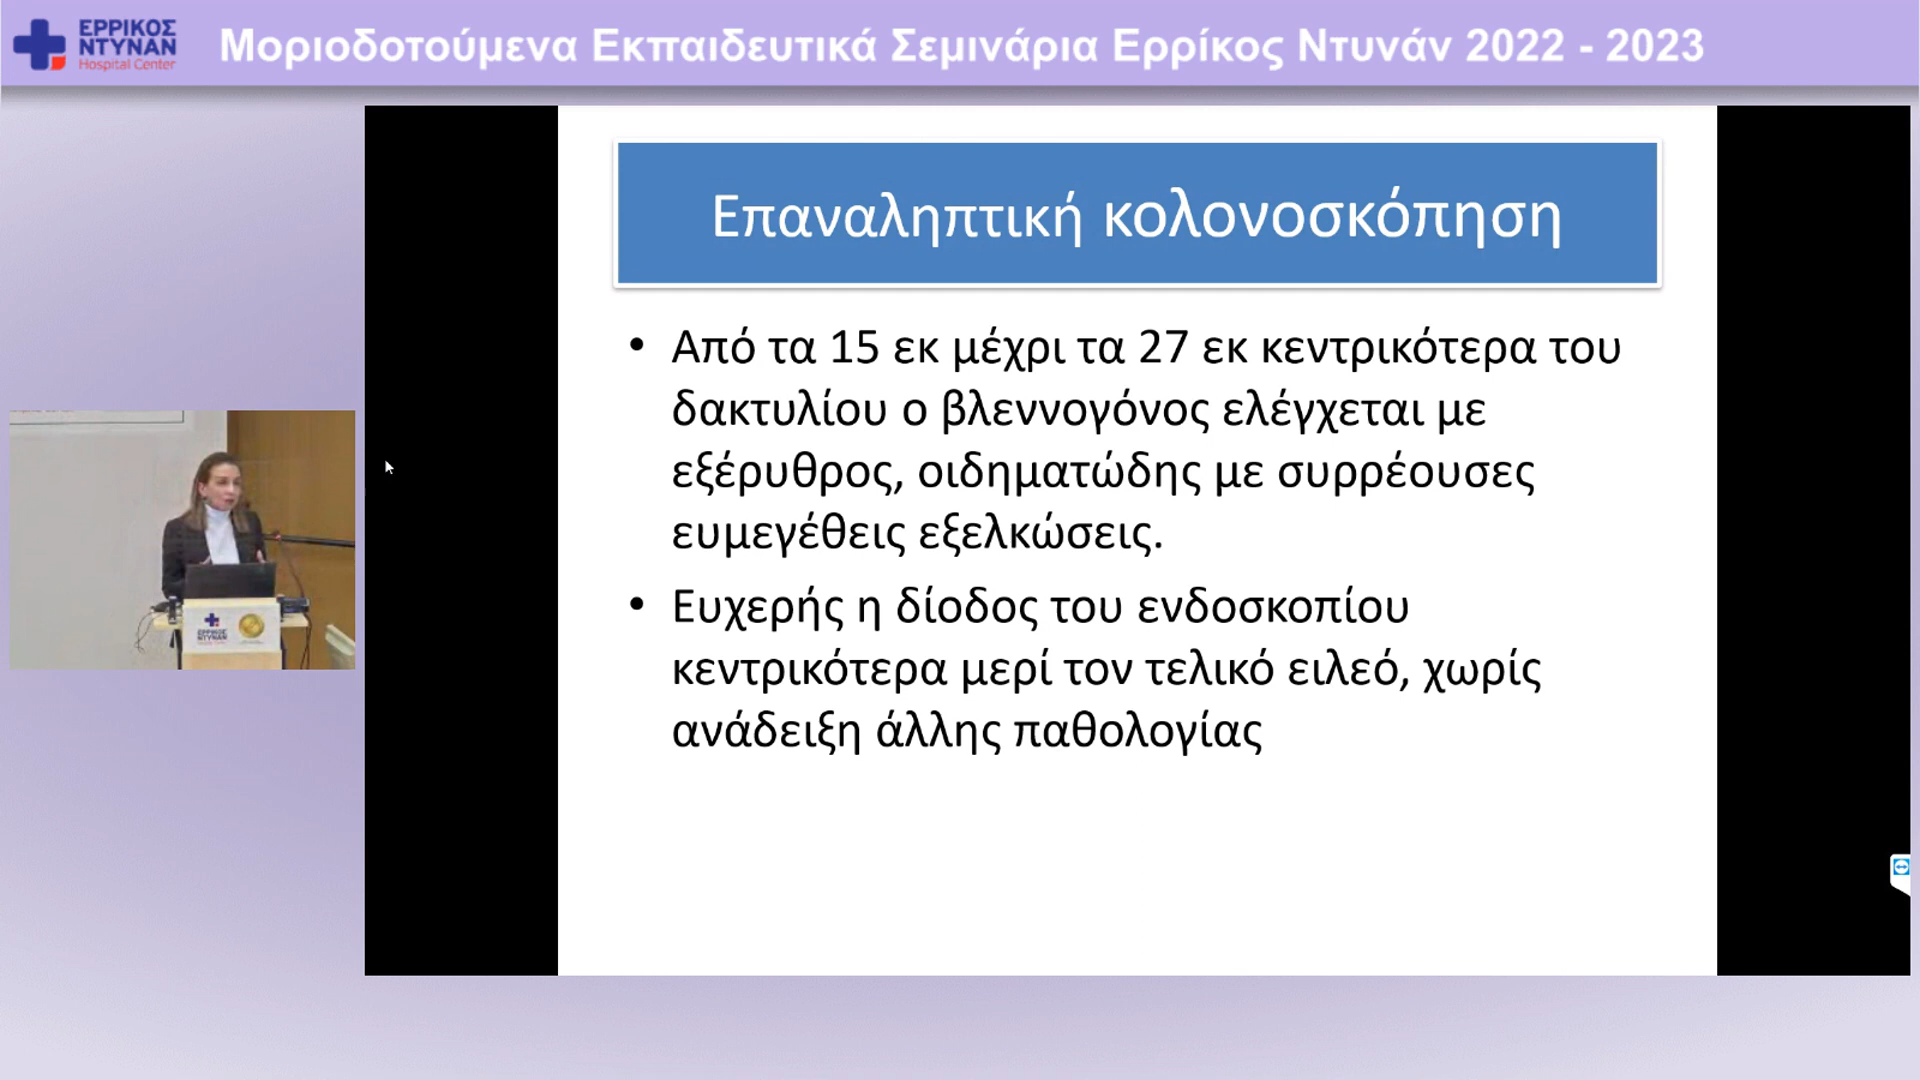 ΕΡΡΙΚΟΣ
ΝΤΥΝΑΝ
Hospital Center
Μοριοδοτούμενα Εκπαιδευτικά Σεμινάρια Ερρίκος Ντυνάν 2022 - 2023
Επαναληπτική κολονοσκόπηση
• Από τα 15 εκ μέχρι τα 27 εκ κεντρικότερα του
δακτυλίου ο βλεννογόνος ελέγχεται με
εξέρυθρος, οιδηματώδης με συρρέουσες
ευμεγέθεις εξελκώσεις.
• Ευχερής η δίοδος του ενδοσκοπίου
κεντρικότερα μερί τον τελικό ειλεό, χωρίς
ανάδειξη άλλης παθολογίας
ΕΡΡΙΚΟΣ
ΝΤΥΝΑΝ